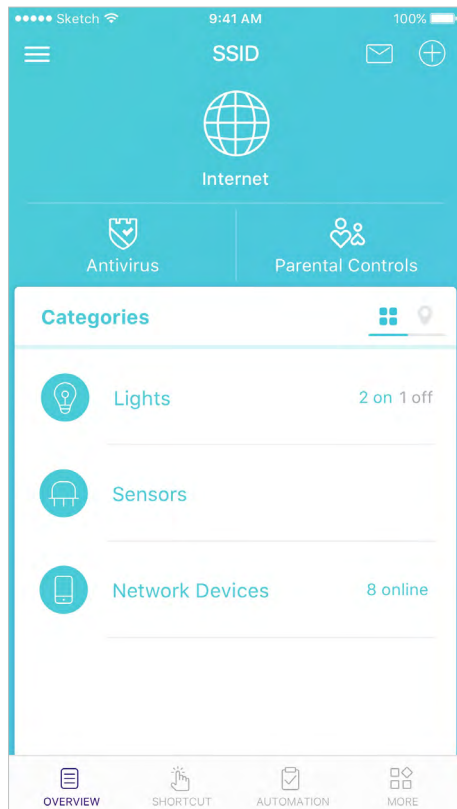 Sketch 9:41 AM 100%
SSID
Internet
Antivirus Parental Controls
Categories
Lights 2 on 1 off
Sensors
Network Devices 8 online
OVERVIEW SHORTCUT AUTOMATION MORE